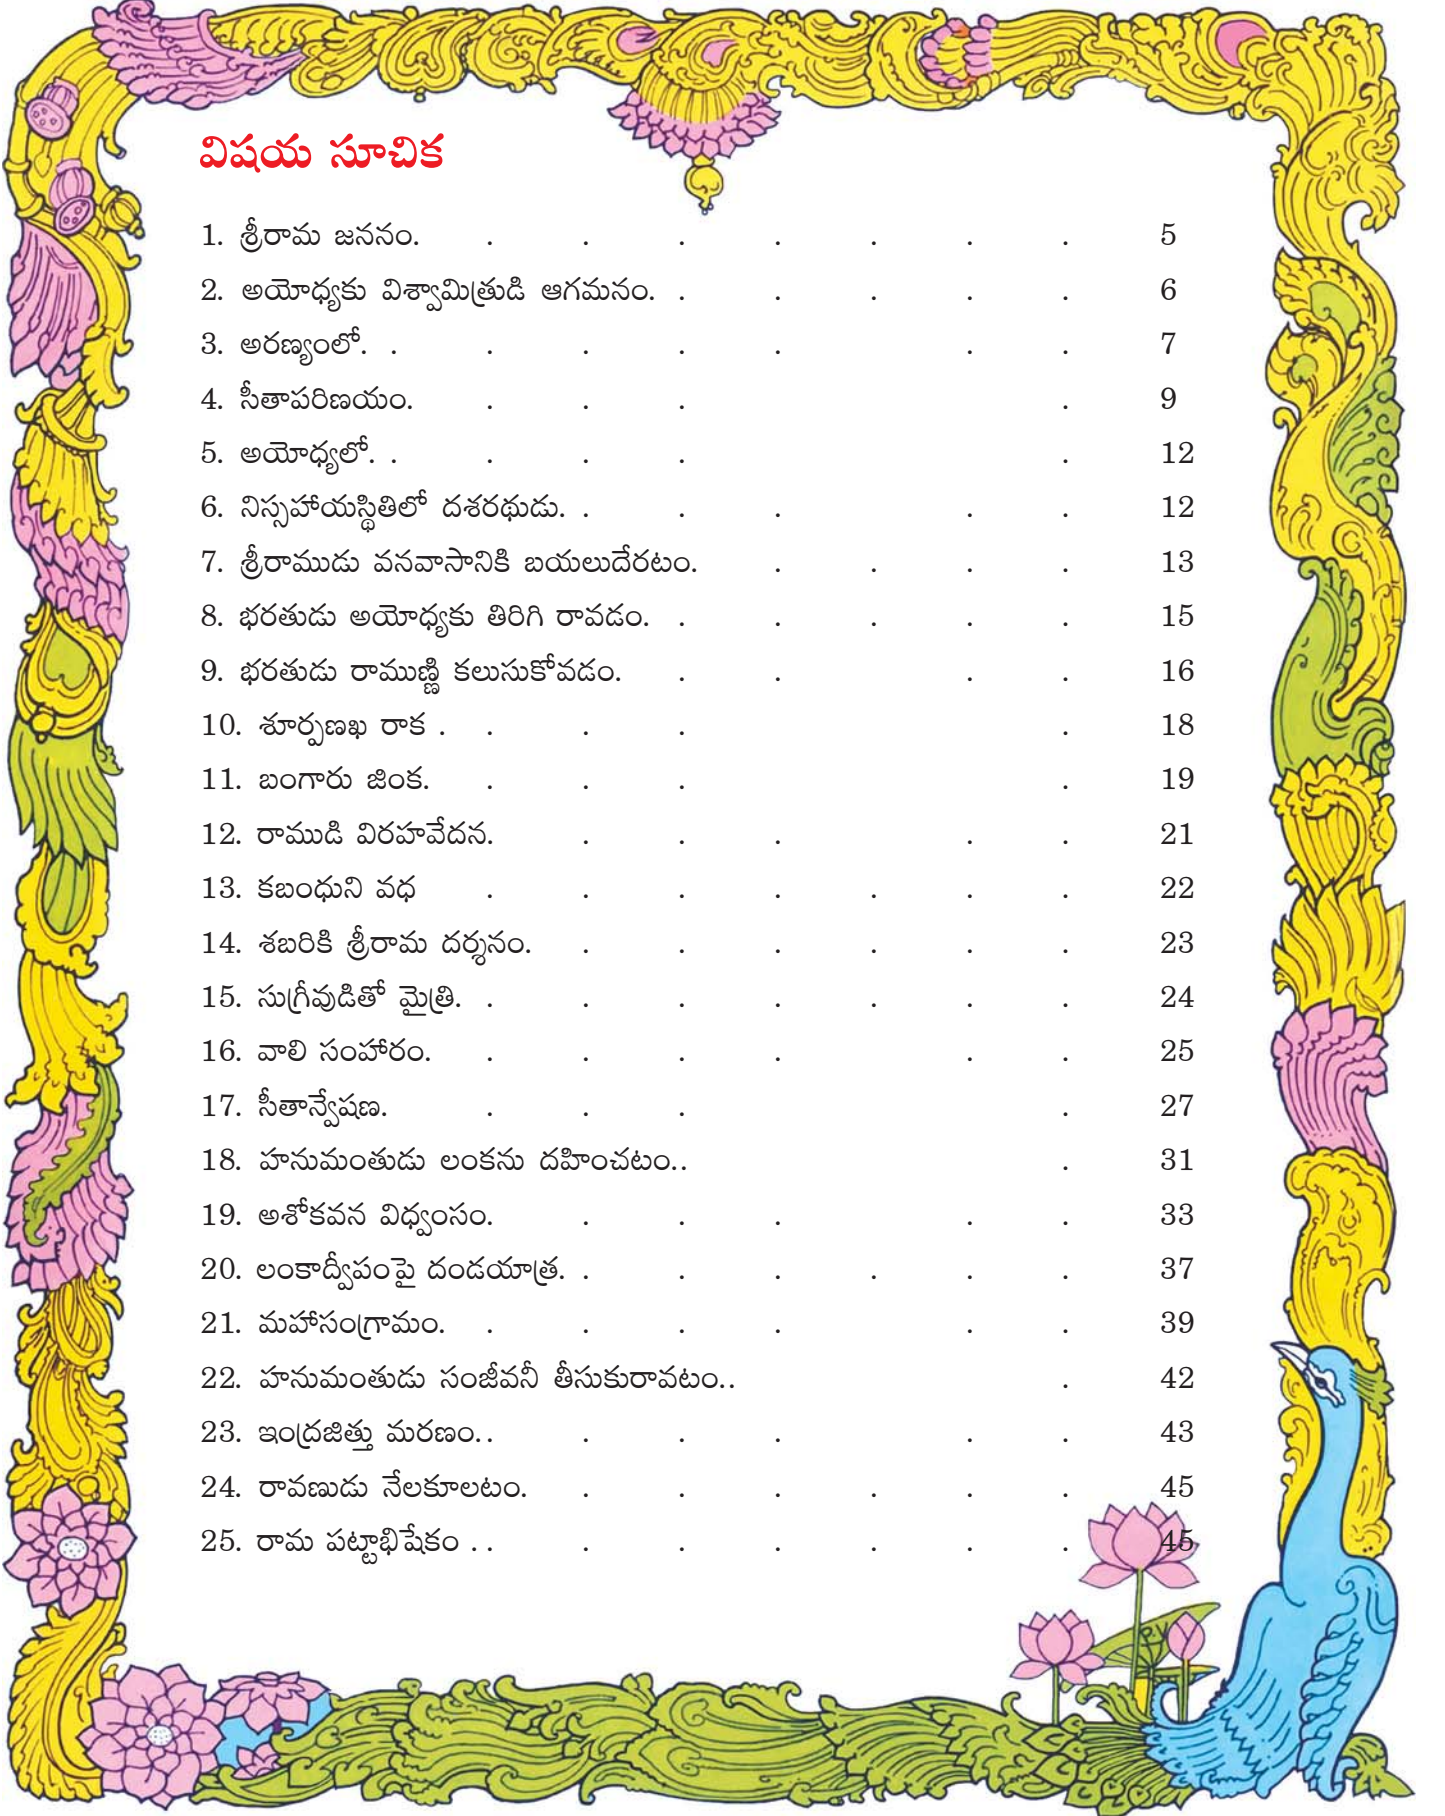 విషయ సూచిక
1. శ్రీరామ జననం. . . . . . . . 5
2. అయోధ్యకు విశ్వామిత్రుడి ఆగమనం. . . . . . 6
3. అరణ్యంలో. . . . . . . . 7
4. సీతాపరిణయం. . . . . 9
5. అయోధ్యలో. . . . . . 12
6. నిస్సహాయస్థితిలో దశరథుడు. . . . . . 12
7. శ్రీరాముడు వనవాసానికి బయలుదేరటం. . . . . 13
8. భరతుడు అయోధ్యకు తిరిగి రావడం. . . . . . 15
9. భరతుడు రాముణ్ణి కలుసుకోవడం. . . . . 16
10. శూర్పణఖ రాక . . . . . 18
11. బంగారు జింక. . . . . 19
12. రాముడి విరహవేదన. . . . . . 21
13. కబంధుని వధ . . . . . . . 22
14. శబరికి శ్రీరామ దర్శనం. . . . . . . 23
15. సుగ్రీవుడితో మైత్రి. . . . . . . . 24
16. వాలి సంహారం. . . . . . . 25
17. సీతాన్వేషణ. . . . . 27
18. హనుమంతుడు లంకను దహించటం.. . 31
19. అశోకవన విధ్వంసం. . . . . . 33
20. లంకాద్వీపంపై దండయాత్ర. . . . . . . 37
21. మహాసంగ్రామం. . . . . . . 39
22. హనుమంతుడు సంజీవనీ తీసుకురావటం.. . 42
23. ఇంద్రజిత్తు మరణం.. . . . . . 43
24. రావణుడు నేలకూలటం. . . . . . . 45
25. రామ పట్టాభిషేకం . . . . . . . . 45
P.V